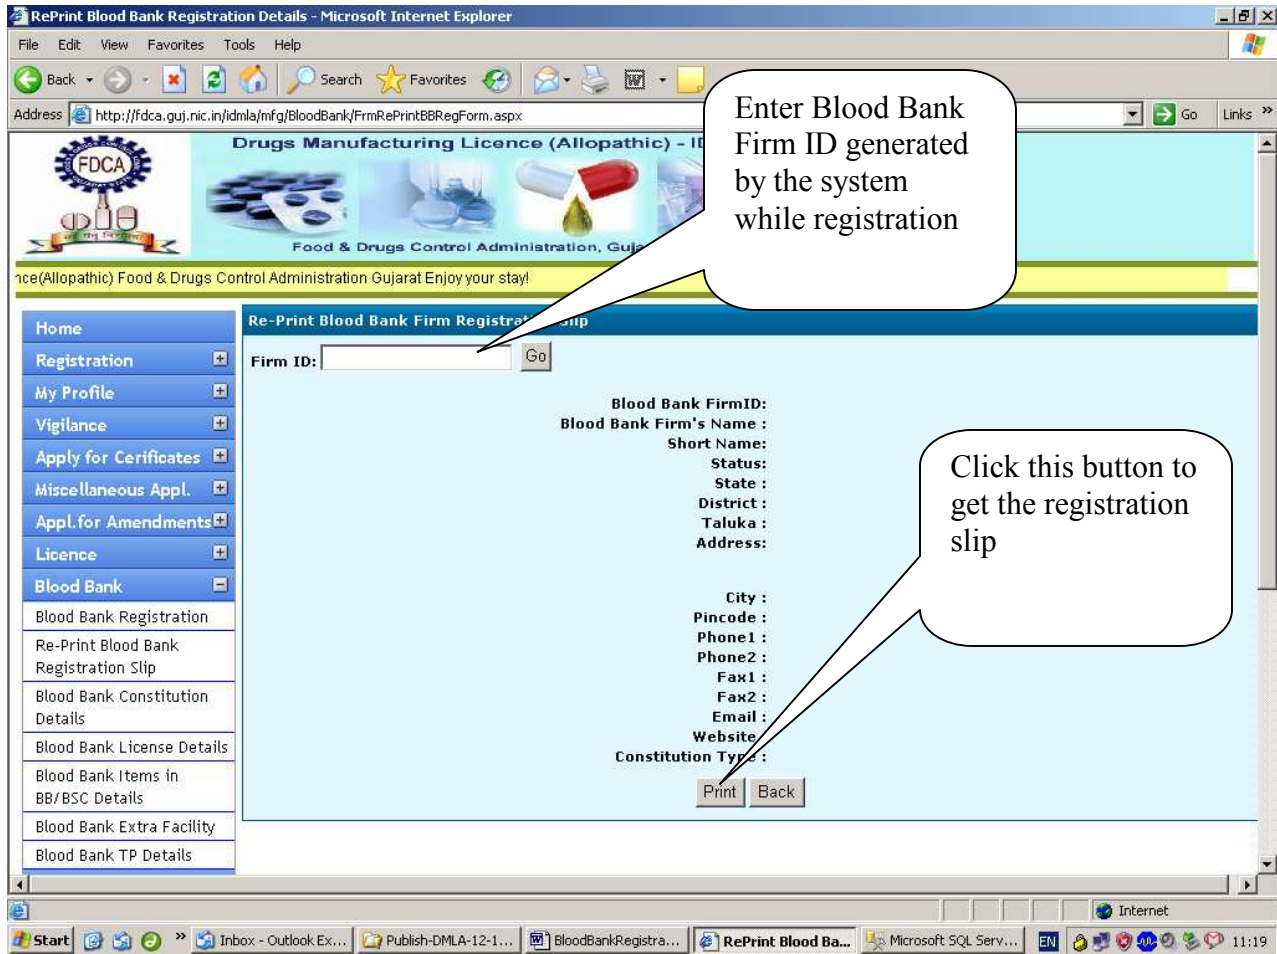 RePrint Blood Bank Registration Details - Microsoft Internet Explorer
File Edit View Favorites Tools Help
Back Search Favorites
Address http://fdca.guj.nic.in/idmla/mfg/BloodBank/FrmRePrintBBRegForm.aspx Go Links »
Enter Blood Bank
Firm ID generated
by the system
while registration
FDCA
Drugs Manufacturing Licence (Allopathic) -
Food & Drugs Control Administration,
nce(Allopathic) Food & Drugs Control Administration Gujarat Enjoy your stay!
Home
Registration
My Profile
Vigilance
Apply for Cerificates
Miscellaneous Appl.
Appl.for Amendments
Licence
Blood Bank
Blood Bank Registration
Re-Print Blood Bank
Registration Slip
Blood Bank Constitution
Details
Blood Bank License Details
Blood Bank Items in
BB/BSC Details
Blood Bank Extra Facility
Blood Bank TP Details
Re-Print Blood Bank Firm Registration Slip
Firm ID: Go
Blood Bank FirmID:
Blood Bank Firm's Name :
Short Name:
Status:
State :
District :
Taluka :
Address:
City :
Pincode :
Phone1 :
Phone2 :
Fax1 :
Fax2 :
Email :
Website
Constitution Type :
Print Back
Click this button to
get the registration
slip
Internet
Start » Inbox - Outlook Ex... Publish-DMLA-12-1... BloodBankRegistra... RePrint Blood Ba... Microsoft SQL Serv... EN 11:19